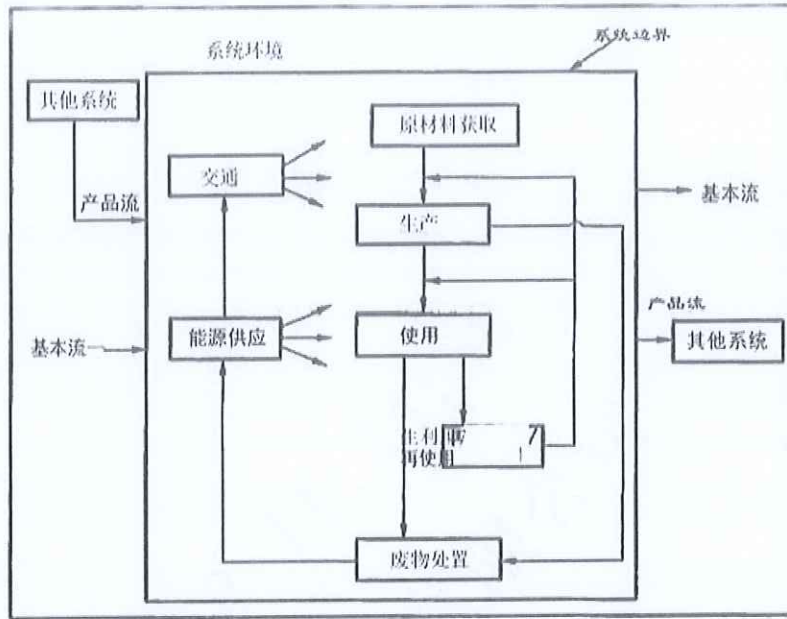 系统边界
系统环境
其他系统
原材料获取
交通
产品流
基本流
生产
产品流
基本流
能源供应
使用
其他系统
生利
再使用
废物处置